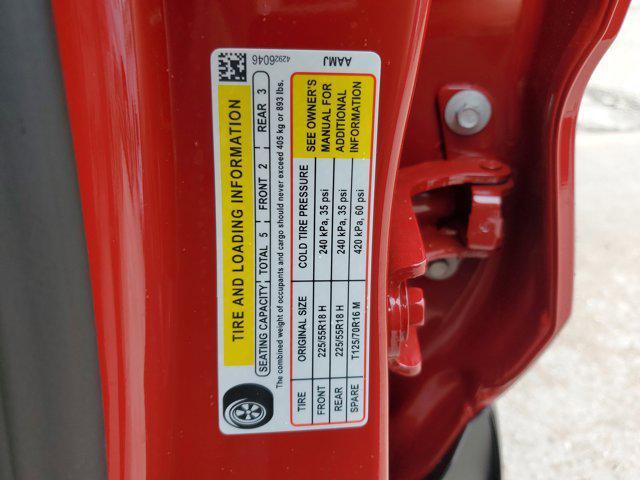 42926046
AAMJ
TIRE AND LOADING INFORMATION
SEATING CAPACITY TOTAL 5 FRONT 2 REAR 3
The combined weight of occupants and cargo should never exceed 405 kg or 893 lbs.
TIRE ORIGINAL SIZE COLD TIRE PRESSURE SEE OWNER'S
MANUAL FOR
ADDITIONAL
INFORMATION
FRONT 225/55R18 H 240 kPa, 35 psi
REAR 225/55R18 H 240 kPa, 35 psi
SPARE T125/70R16 M 420 kPa, 60 psi